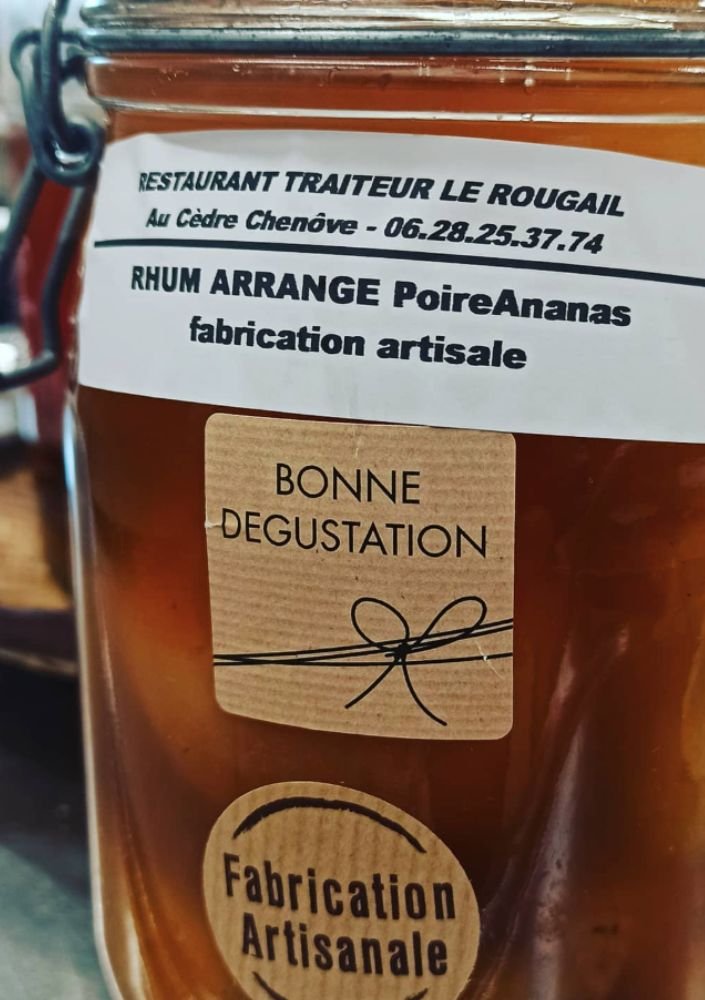 RESTAURANT TRAITEUR LE ROUGAIL
Au Cèdre Chenôve - 06.28.25.37.74
RHUM ARRANGE PoireAnanas
fabrication artisale
BONNE
DEGUSTATION
Fabrication
Artisanale